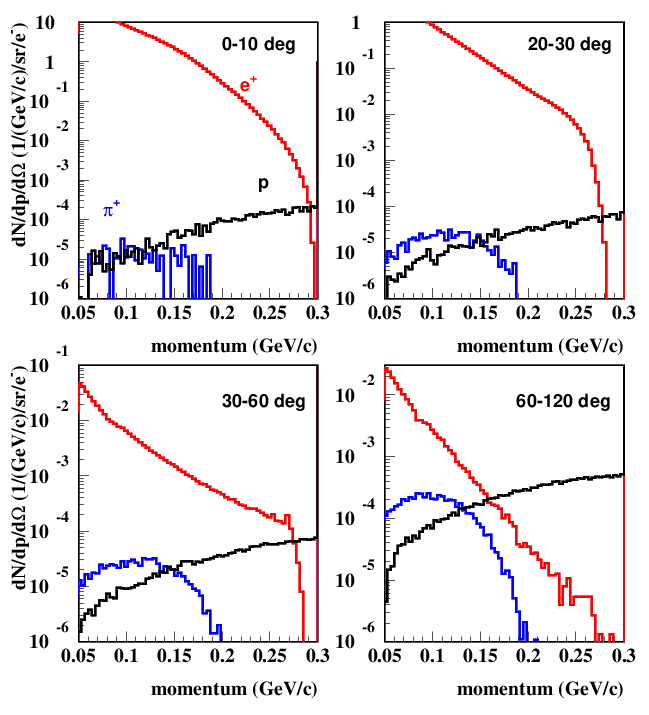 dN/dp/dΩ (1/(GeV/c)/sr/e⁻)
10
1
10⁻¹
10⁻²
10⁻³
10⁻⁴
10⁻⁵
10⁻⁶
0-10 deg
e⁺
p
π⁺
0.05 0.1 0.15 0.2 0.25 0.3
momentum (GeV/c)
1
10⁻¹
10⁻²
10⁻³
10⁻⁴
10⁻⁵
10⁻⁶
20-30 deg
0.05 0.1 0.15 0.2 0.25 0.3
momentum (GeV/c)
dN/dp/dΩ (1/(GeV/c)/sr/e⁻)
10⁻¹
10⁻²
10⁻³
10⁻⁴
10⁻⁵
10⁻⁶
30-60 deg
0.05 0.1 0.15 0.2 0.25 0.3
momentum (GeV/c)
10⁻²
10⁻³
10⁻⁴
10⁻⁵
10⁻⁶
60-120 deg
0.05 0.1 0.15 0.2 0.25 0.3
momentum (GeV/c)